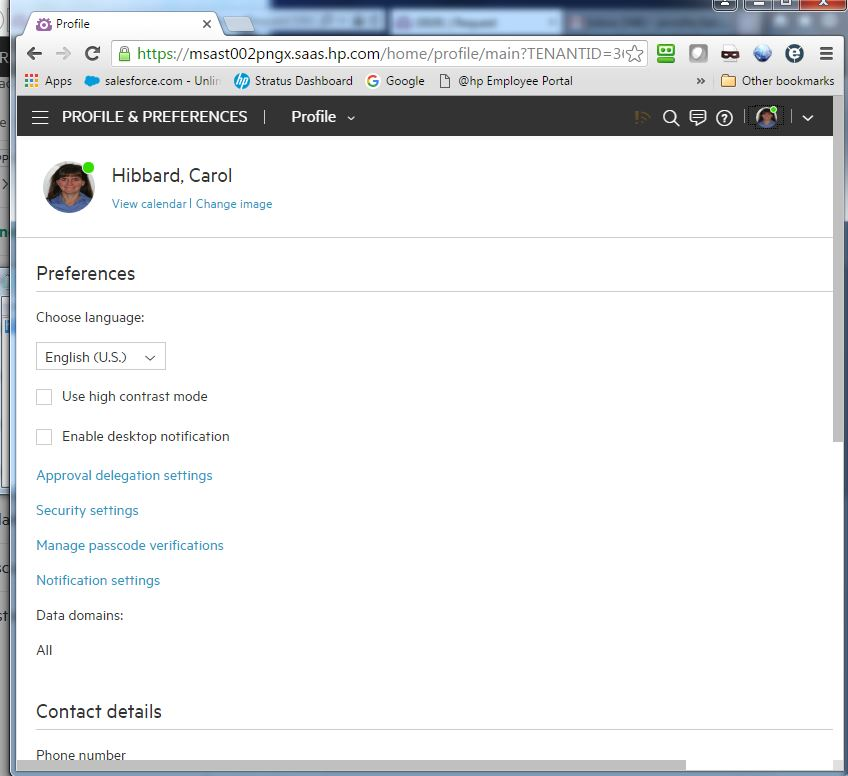 Profile
https://msast002pngx.saas.hp.com/home/profile/main?TENANTID=3
Apps salesforce.com - Unlim Stratus Dashboard Google @hp Employee Portal » Other bookmarks
PROFILE & PREFERENCES | Profile
Hibbard, Carol
View calendar | Change image
Preferences
Choose language:
English (U.S.)
Use high contrast mode
Enable desktop notification
Approval delegation settings
Security settings
Manage passcode verifications
Notification settings
Data domains:
All
Contact details
Phone number